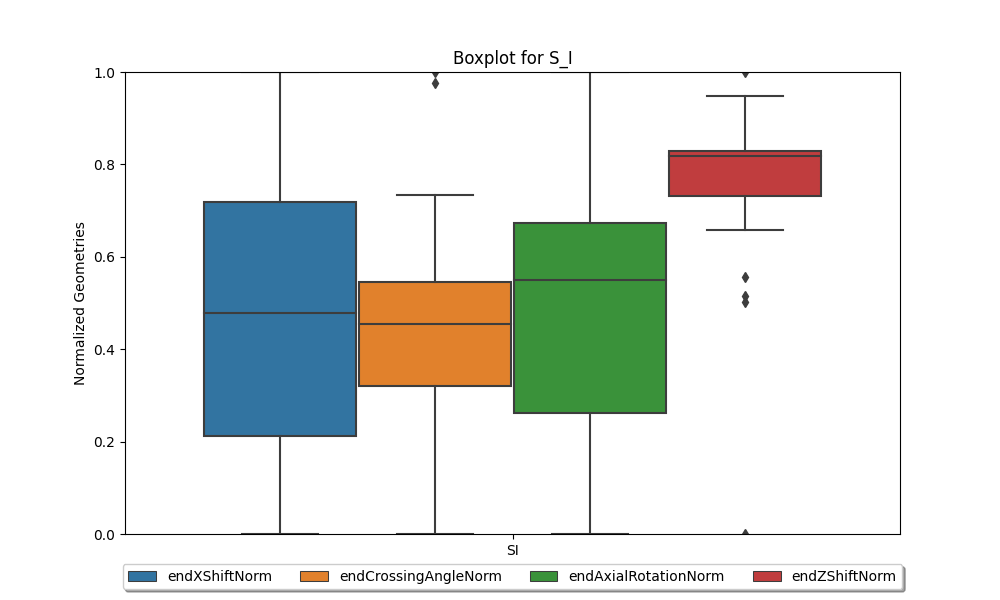 Boxplot for S_I
1.0
0.8
0.6
0.4
0.2
0.0
Normalized Geometries
SI
endXShiftNorm endCrossingAngleNorm endAxialRotationNorm endZShiftNorm